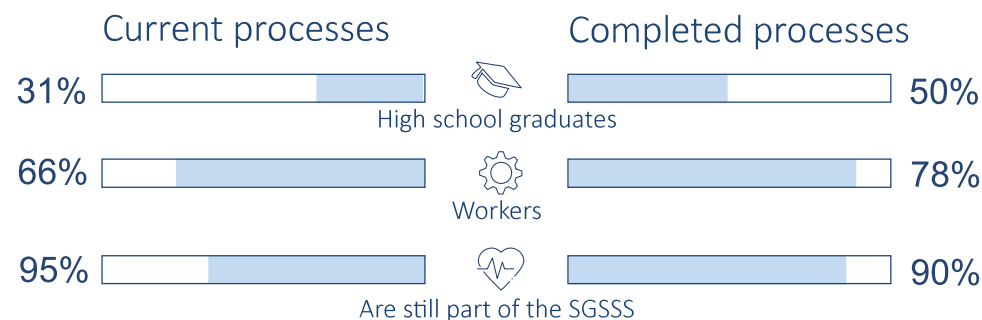 Current processes
Completed processes
31%
50%
High school graduates
66%
78%
Workers
95%
90%
Are still part of the SGSSS